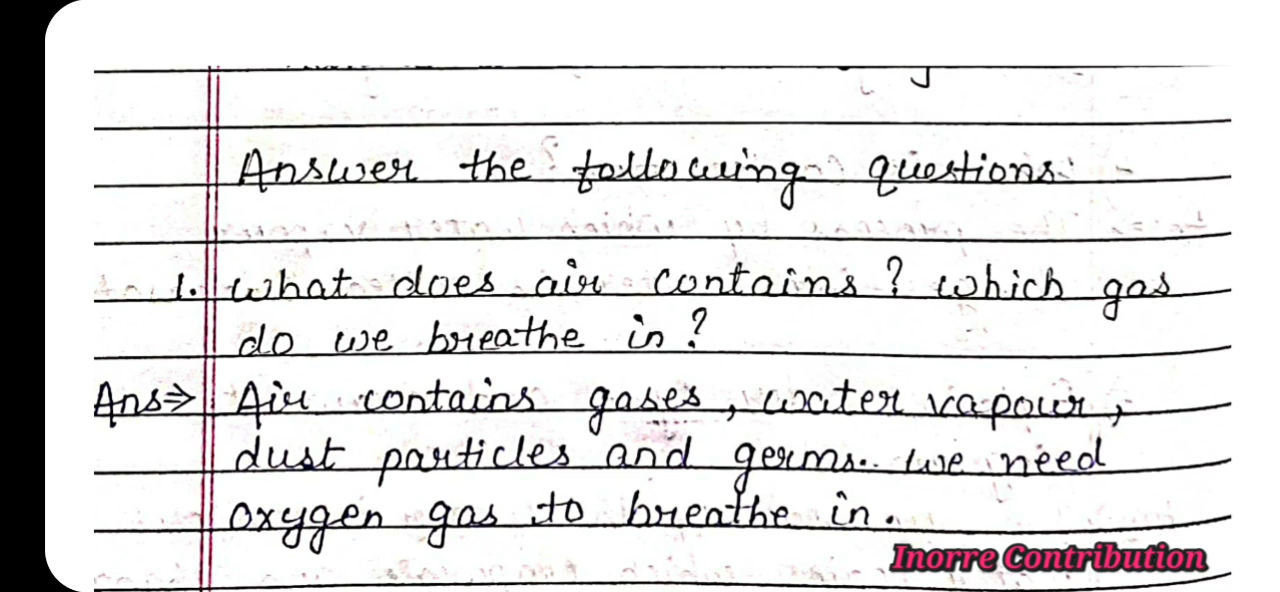 Answer the following questions:-
1. What does air contains? which gas
do we breathe in?
Ans⇒ Air contains gases, water vapour,
dust particles and germs. we need
oxygen gas to breathe in.
Inorre Contribution